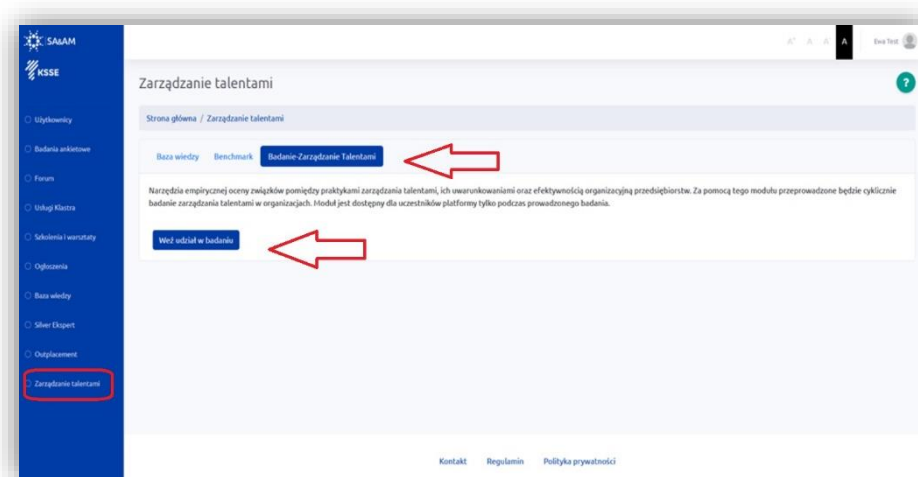 SA&AM
KSSE
A+ A A- A
Ewa Test
Zarządzanie talentami
?
Strona główna / Zarządzanie talentami
Użytkownicy
Badania ankietowe
Forum
Usługi Klastra
Szkolenia i warsztaty
Ogłoszenia
Baza wiedzy
Silver Ekspert
Outplacement
Zarządzanie talentami
Baza wiedzy Benchmark Badanie-Zarządzanie Talentami
Narzędzia empirycznej oceny związków pomiędzy praktykami zarządzania talentami, ich uwarunkowaniami oraz efektywnością organizacyjną przedsiębiorstw. Za pomocą tego modułu przeprowadzone będzie cyklicznie
badanie zarządzania talentami w organizacjach. Moduł jest dostępny dla uczestników platformy tylko podczas prowadzonego badania.
Weź udział w badaniu
Kontakt Regulamin Polityka prywatności